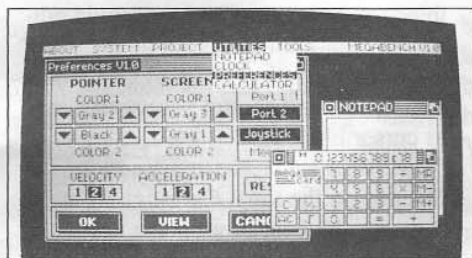 ABOUT SYSTEM PROJECT UTILITIES TOOLS MEGABENCH V1.0
NOTEPAD
CLOCK
PREFERENCES
CALCULATOR
Preferences V1.0
POINTER SCREEN
COLOR 1 COLOR 1 Port 1
Gray 2 Gray 3 Port 2
Black Gray 1 Joystick
COLOR 2 COLOR 2
VELOCITY ACCELERATION
1 2 4 1 2 4
OK VIEW CANC
NOTEPAD
7 8 9 - MR
4 5 6 × M-
C % 1 2 3 - M+
AC √ 0 . = +